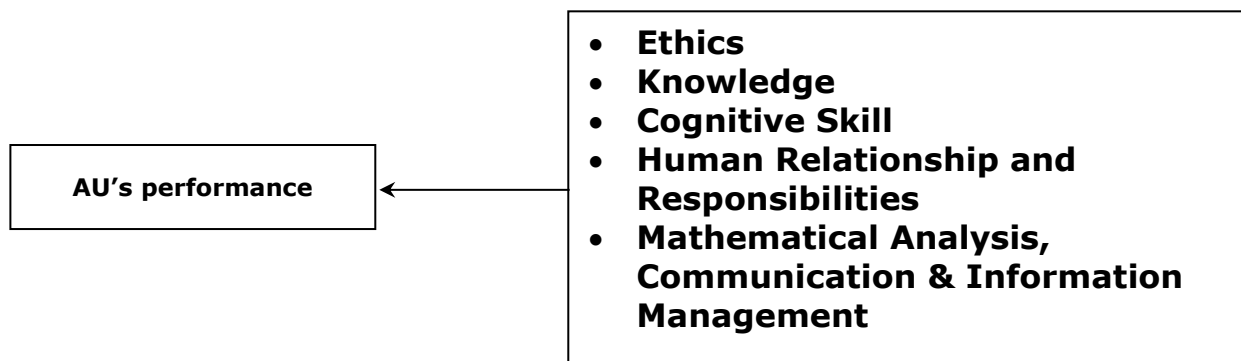 AU's performance
• Ethics
• Knowledge
• Cognitive Skill
• Human Relationship and
Responsibilities
• Mathematical Analysis,
Communication & Information
Management